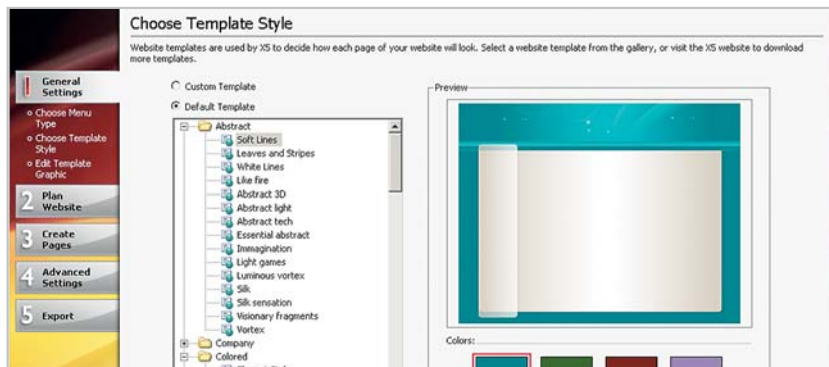 Choose Template Style
Website templates are used by X5 to decide how each page of your website will look. Select a website template from the gallery, or visit the X5 website to download
more templates.
1 General
Settings
Choose Menu
Type
Choose Template
Style
Edit Template
Graphic
2 Plan
Website
3 Create
Pages
4 Advanced
Settings
5 Export
Custom Template
Default Template
Abstract
Soft Lines
Leaves and Stripes
White Lines
Like fire
Abstract 3D
Abstract light
Abstract tech
Essential abstract
Immagination
Light games
Luminous vortex
Silk
Silk sensation
Visionary fragments
Vortex
Company
Colored
Preview
Colors: